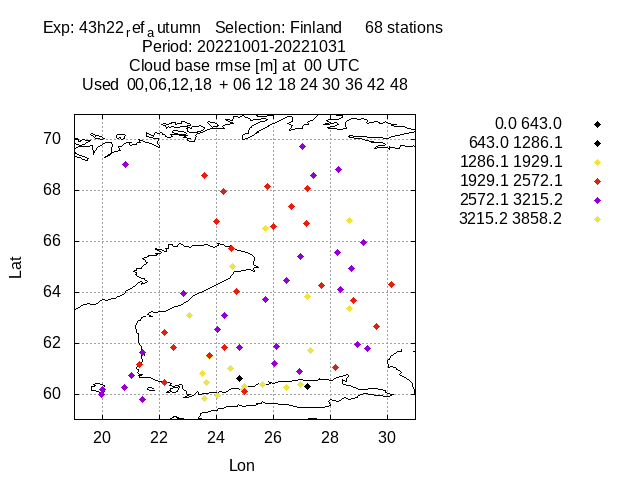 Exp: 43h22ref autumn Selection: Finland 68 stations
Period: 20221001-20221031
Cloud base rmse [m] at 00 UTC
Used 00,06,12,18 + 06 12 18 24 30 36 42 48
0.0 643.0
643.0 1286.1
1286.1 1929.1
1929.1 2572.1
2572.1 3215.2
3215.2 3858.2
70
68
66
64
62
60
Lat
20 22 24 26 28 30
Lon